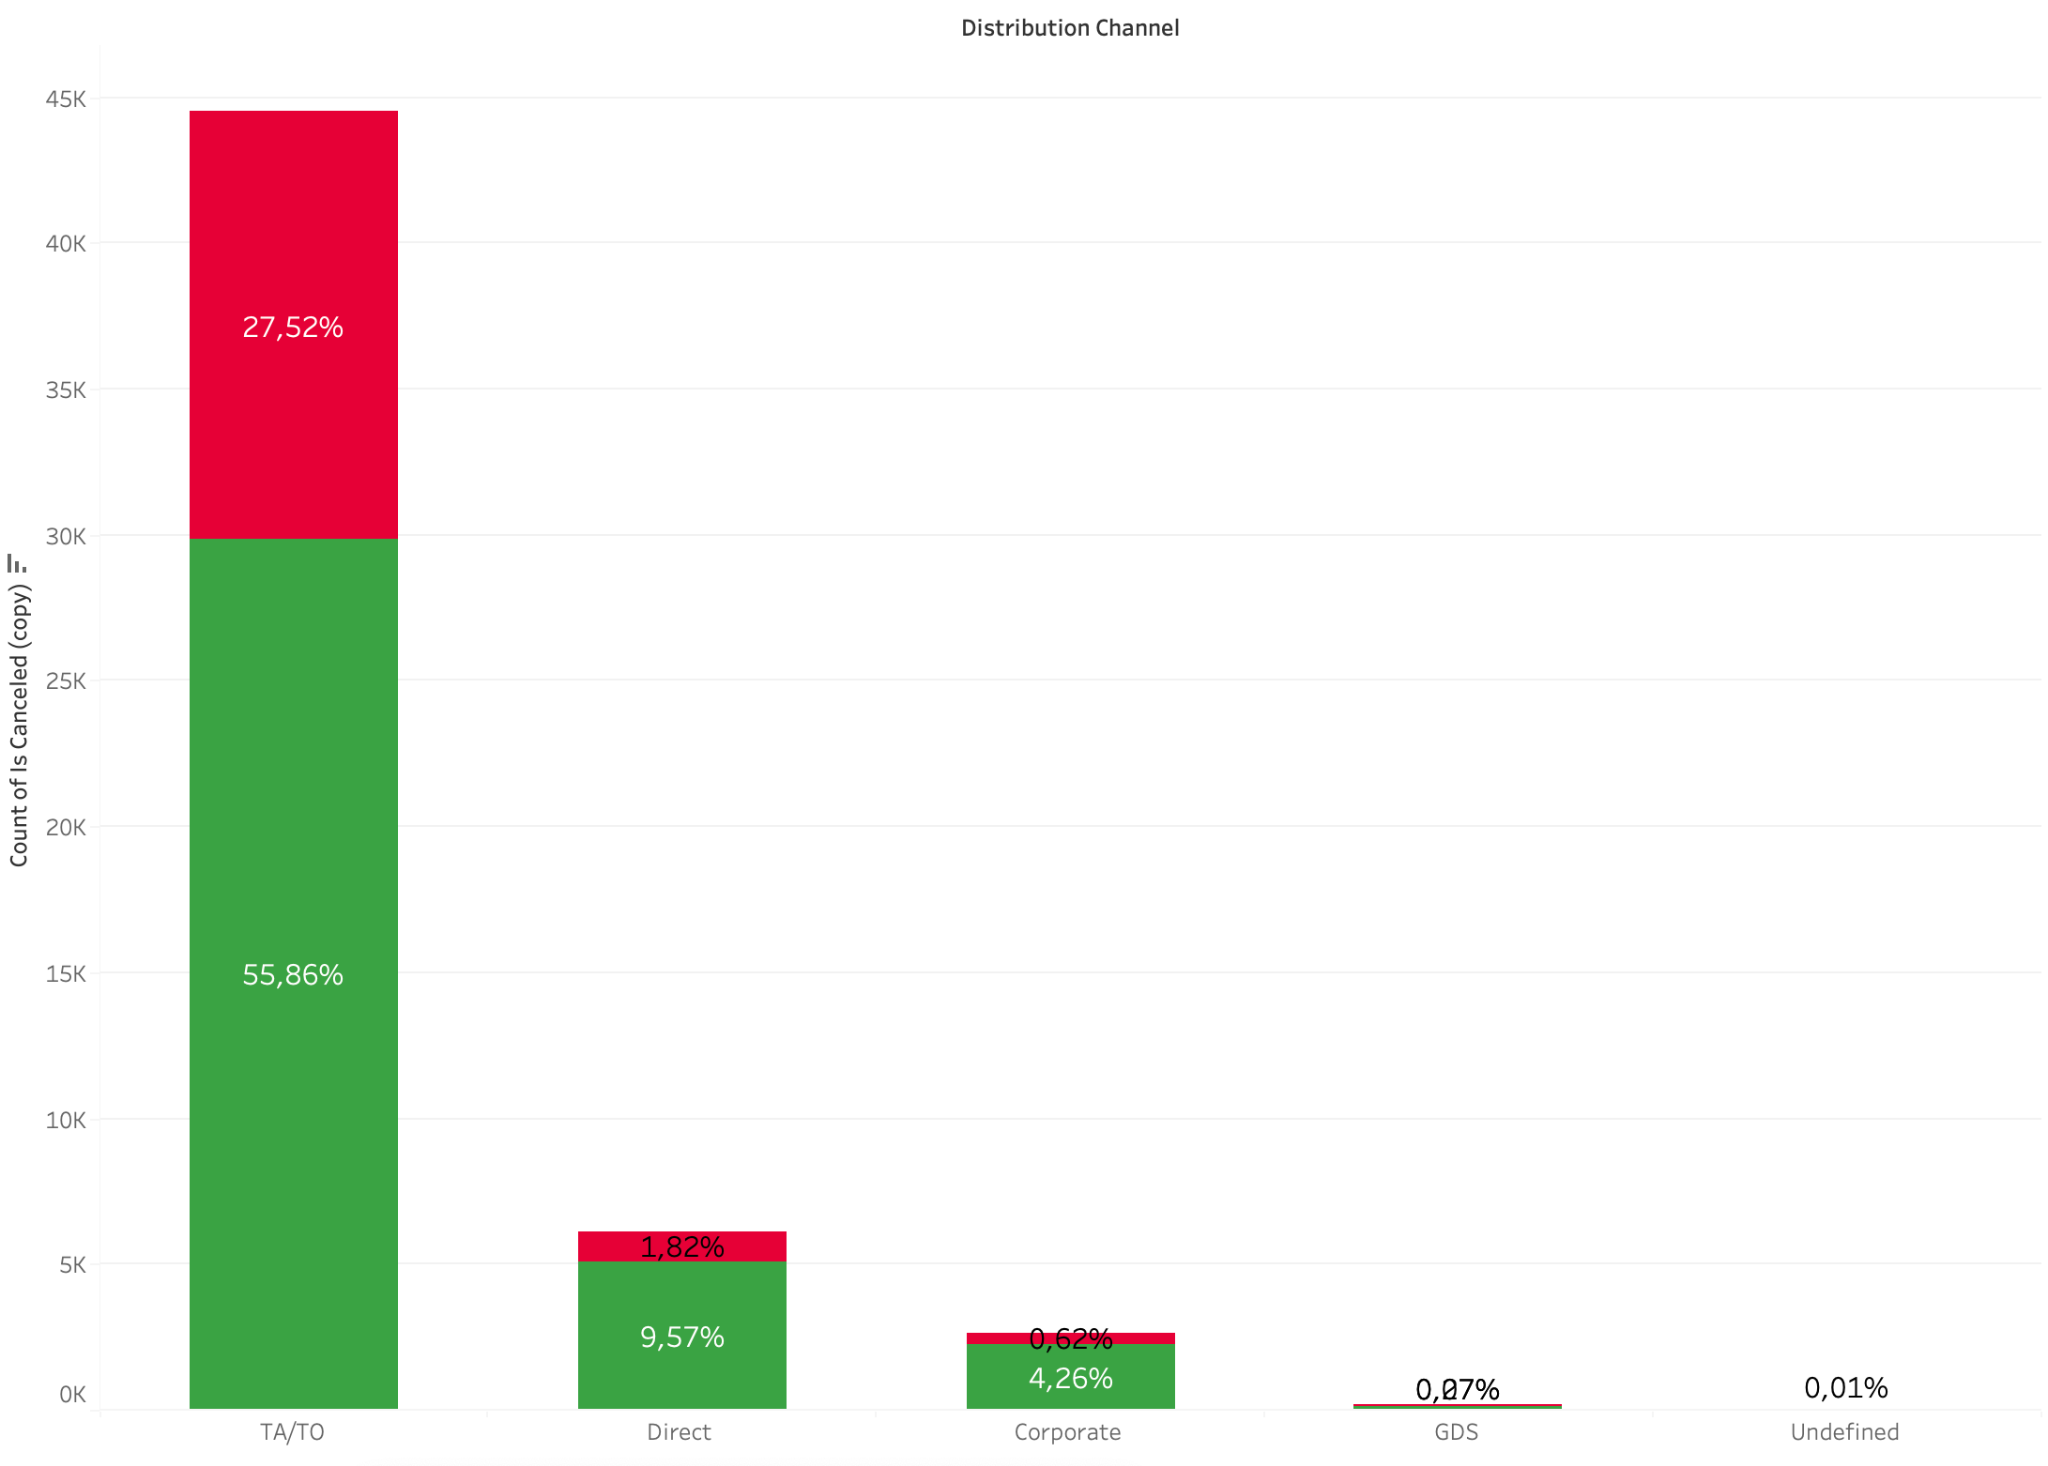 Distribution Channel
Count of Is Canceled (copy)
45K
40K
35K
30K
25K
20K
15K
10K
5K
0K
27,52%
55,86%
1,82%
9,57%
0,62%
4,26%
0,01%
TA/TO
Direct
Corporate
GDS
Undefined